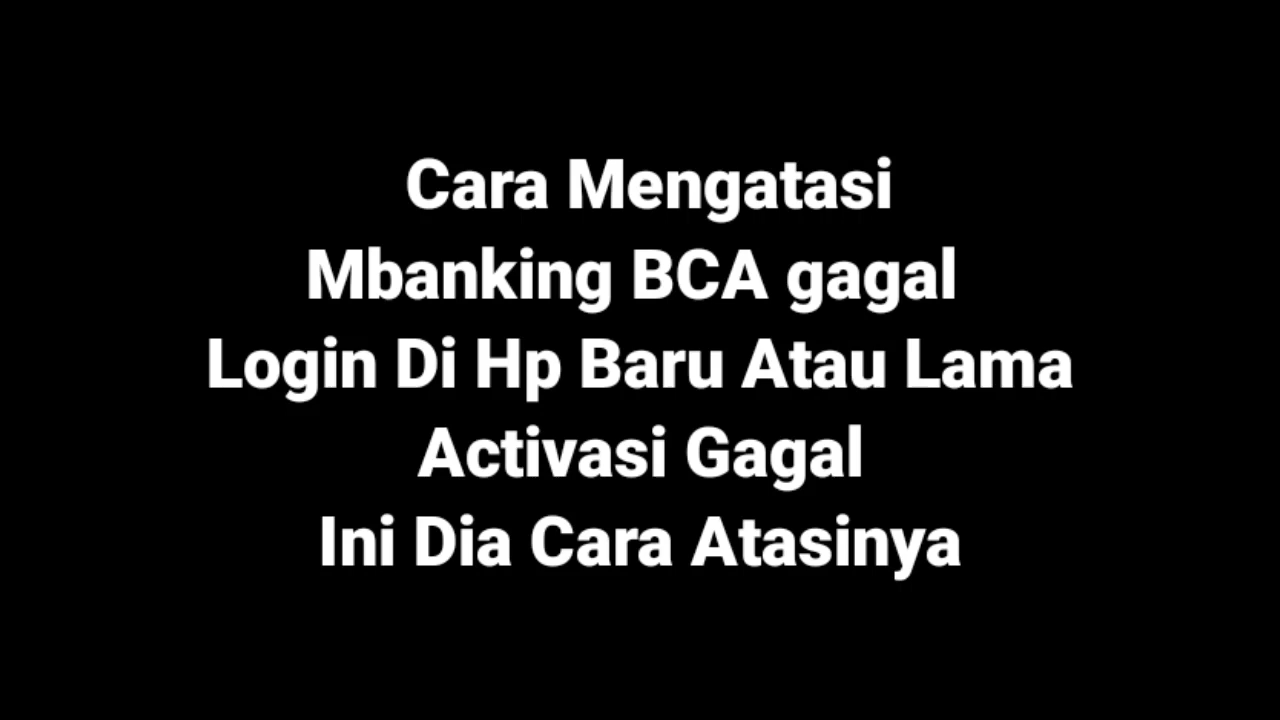 Cara Mengatasi
Mbanking BCA gagal
Login Di Hp Baru Atau Lama
Activasi Gagal
Ini Dia Cara Atasinya